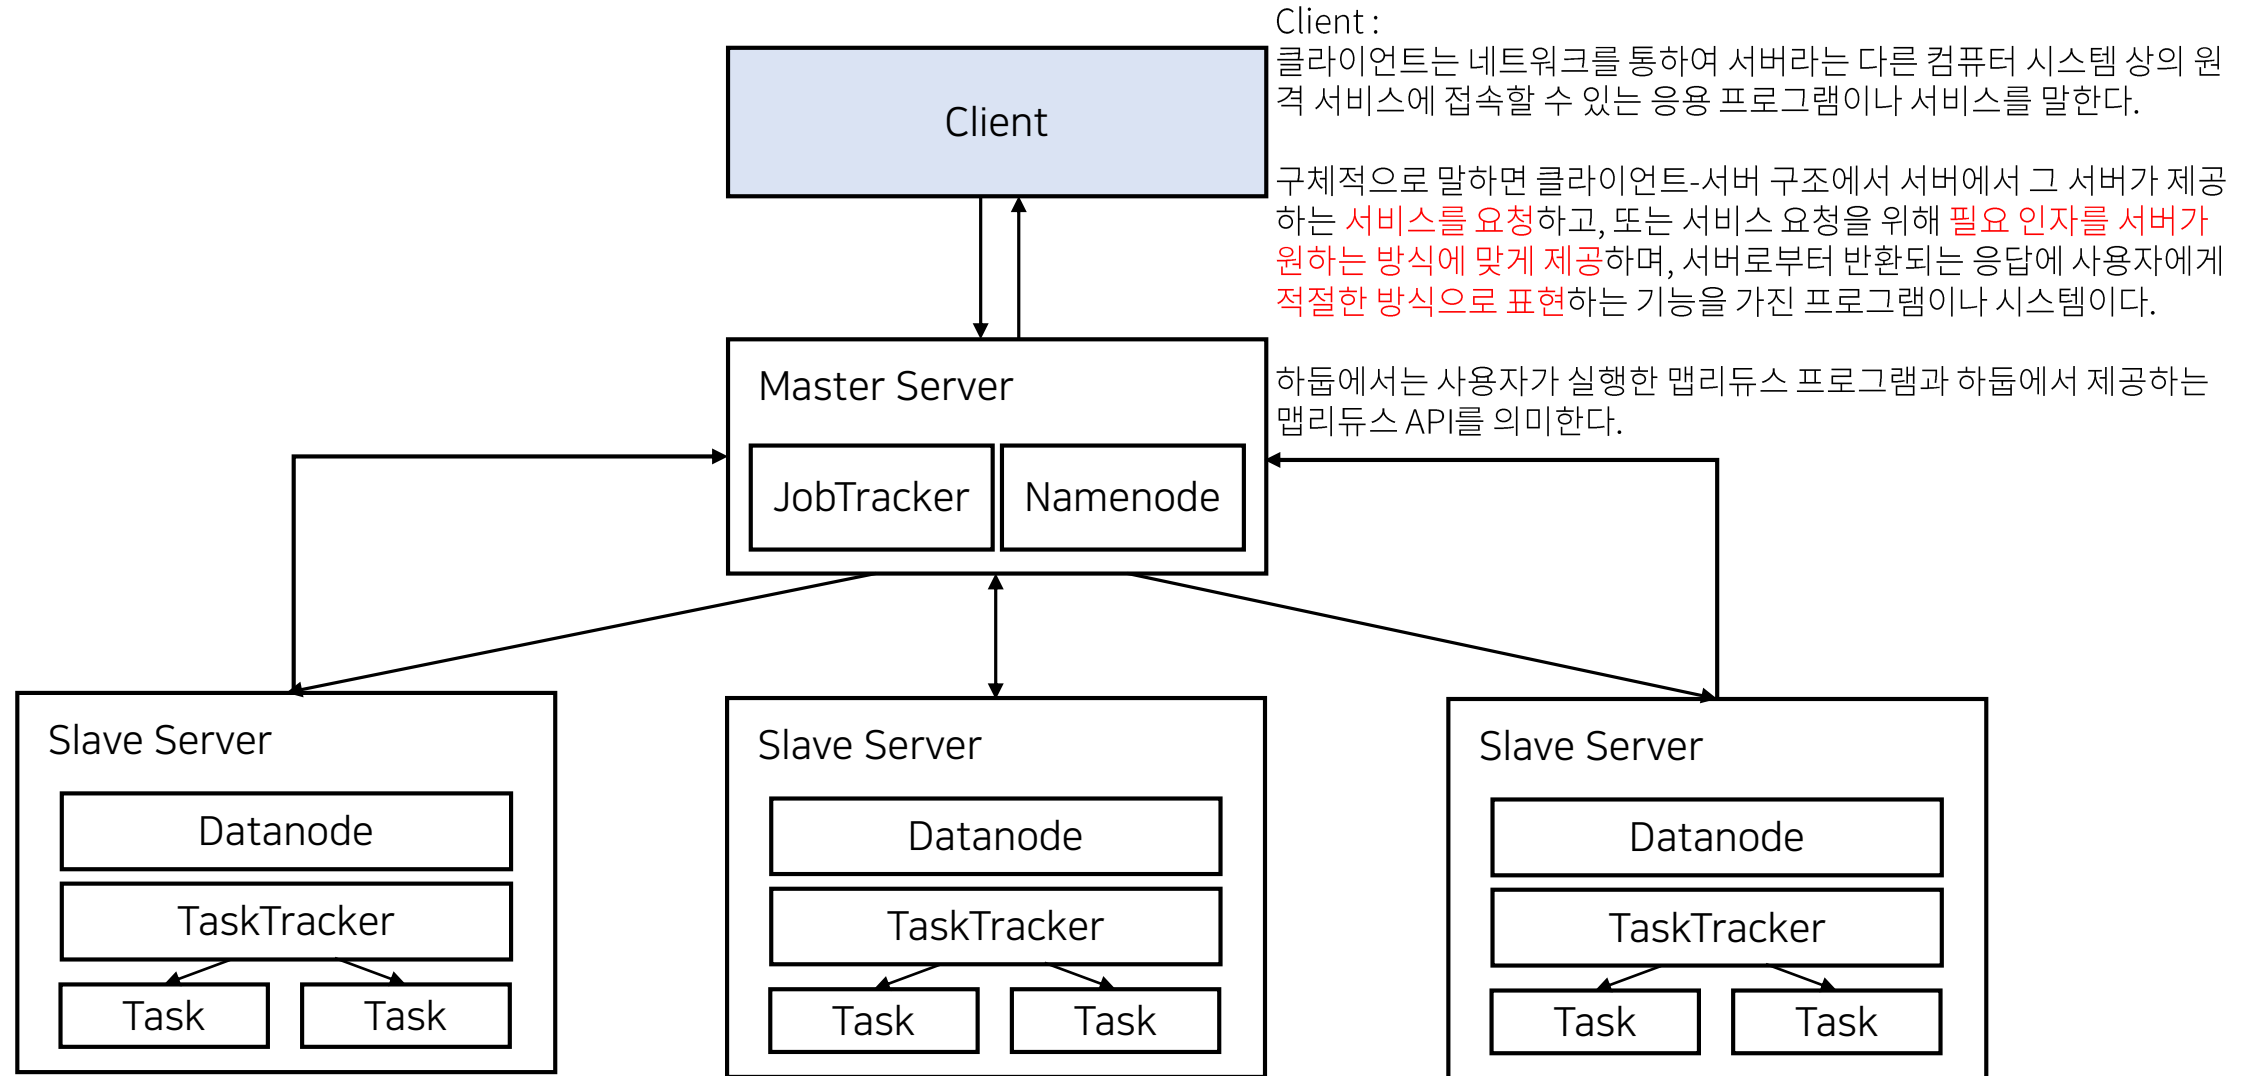 Client :
클라이언트는 네트워크를 통하여 서버라는 다른 컴퓨터 시스템 상의 원
격 서비스에 접속할 수 있는 응용 프로그램이나 서비스를 말한다.
구체적으로 말하면 클라이언트-서버 구조에서 서버에서 그 서버가 제공
하는 서비스를 요청하고, 또는 서비스 요청을 위해 필요 인자를 서버가
원하는 방식에 맞게 제공하며, 서버로부터 반환되는 응답에 사용자에게
적절한 방식으로 표현하는 기능을 가진 프로그램이나 시스템이다.
하둡에서는 사용자가 실행한 맵리듀스 프로그램과 하둡에서 제공하는
맵리듀스 API를 의미한다.
Client
Master Server
JobTracker
Namenode
Slave Server
Datanode
TaskTracker
Task
Task
Slave Server
Datanode
TaskTracker
Task
Task
Slave Server
Datanode
TaskTracker
Task
Task